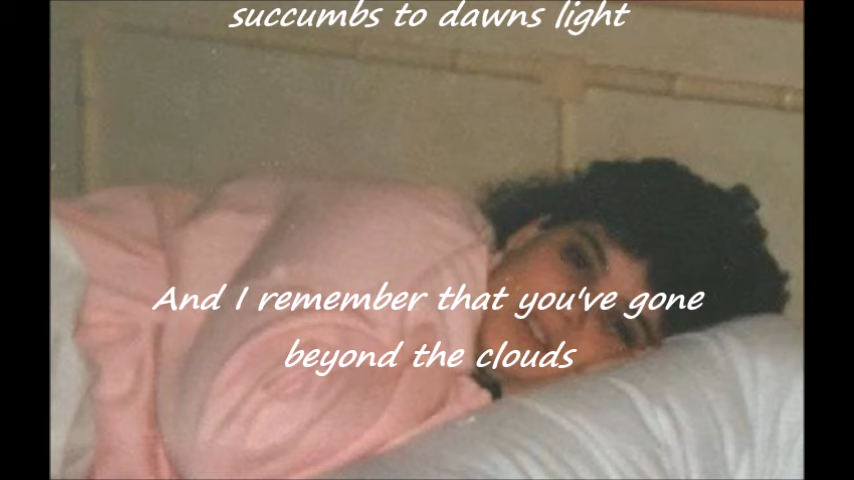 succumbs to dawns light
And I remember that you've gone
beyond the clouds